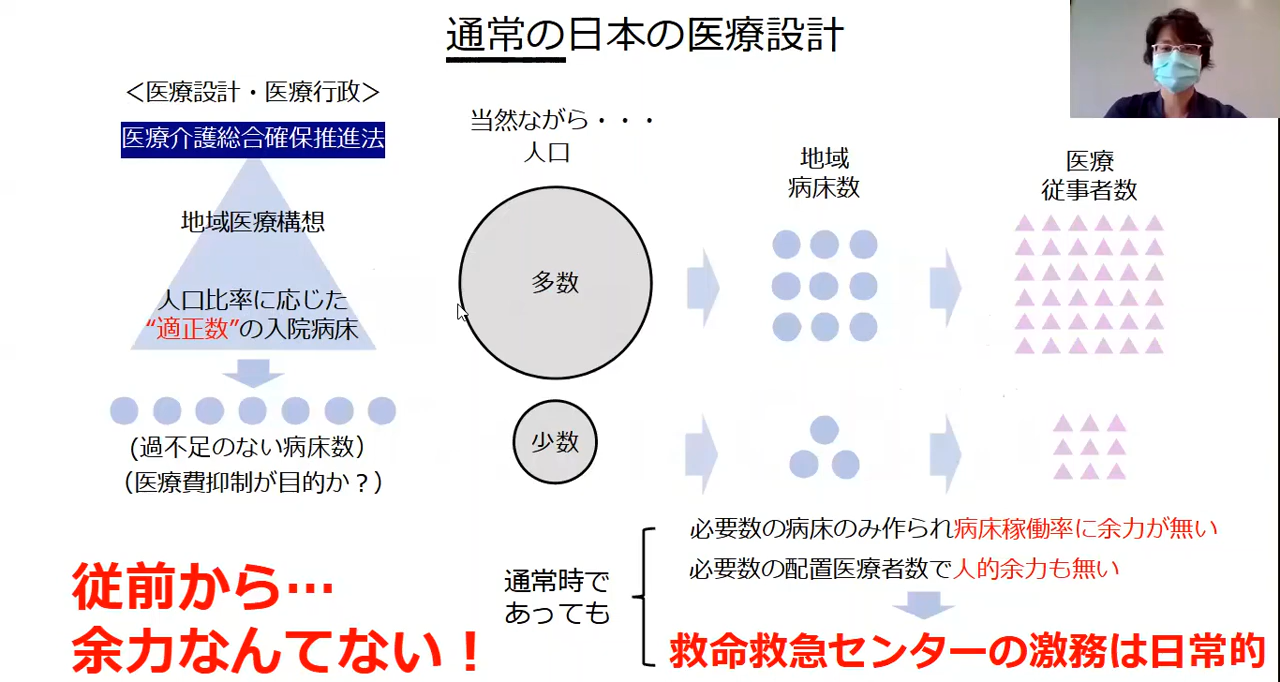 通常の日本の医療設計
＜医療設計・医療行政＞
医療介護総合確保推進法
地域医療構想
人口比率に応じた
“適正数”の入院病床
(過不足のない病床数）
（医療費抑制が目的か？）
従前から…
余力なんてない！
当然ながら・・・
人口
多数
少数
地域
病床数
医療
従事者数
通常時で
あっても
必要数の病床のみ作られ病床稼働率に余力が無い
必要数の配置医療者数で人的余力も無い
救命救急センターの激務は日常的